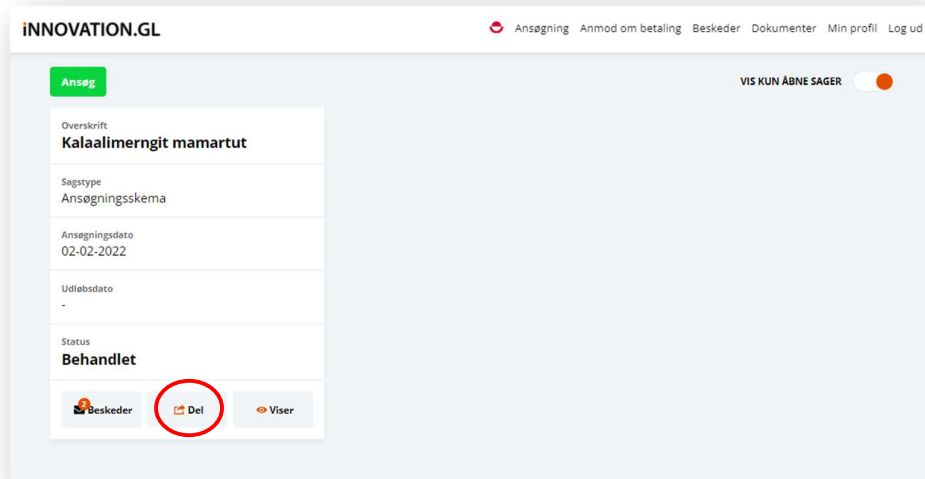 iNNOVATION.GL
Ansøgning Anmod om betaling Beskeder Dokumenter Min profil Log ud
Ansøg
VIS KUN ÅBNE SAGER
Overskrift
Kalaalimerngit mamartut
Sagstype
Ansøgningsskema
Ansøgningsdato
02-02-2022
Udløbsdato
-
Status
Behandlet
2 Beskeder Del Viser